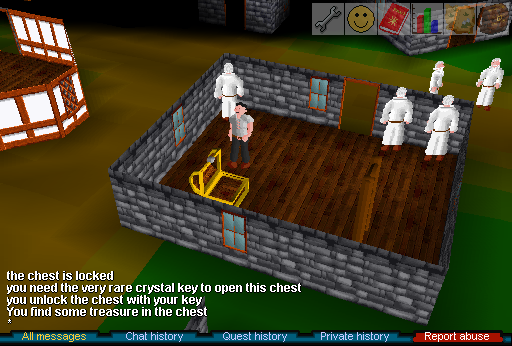 the chest is locked
you need the very rare crystal key to open this chest
you unlock the chest with your key
You find some treasure in the chest
*
All messages Chat history Quest history Private history Report abuse